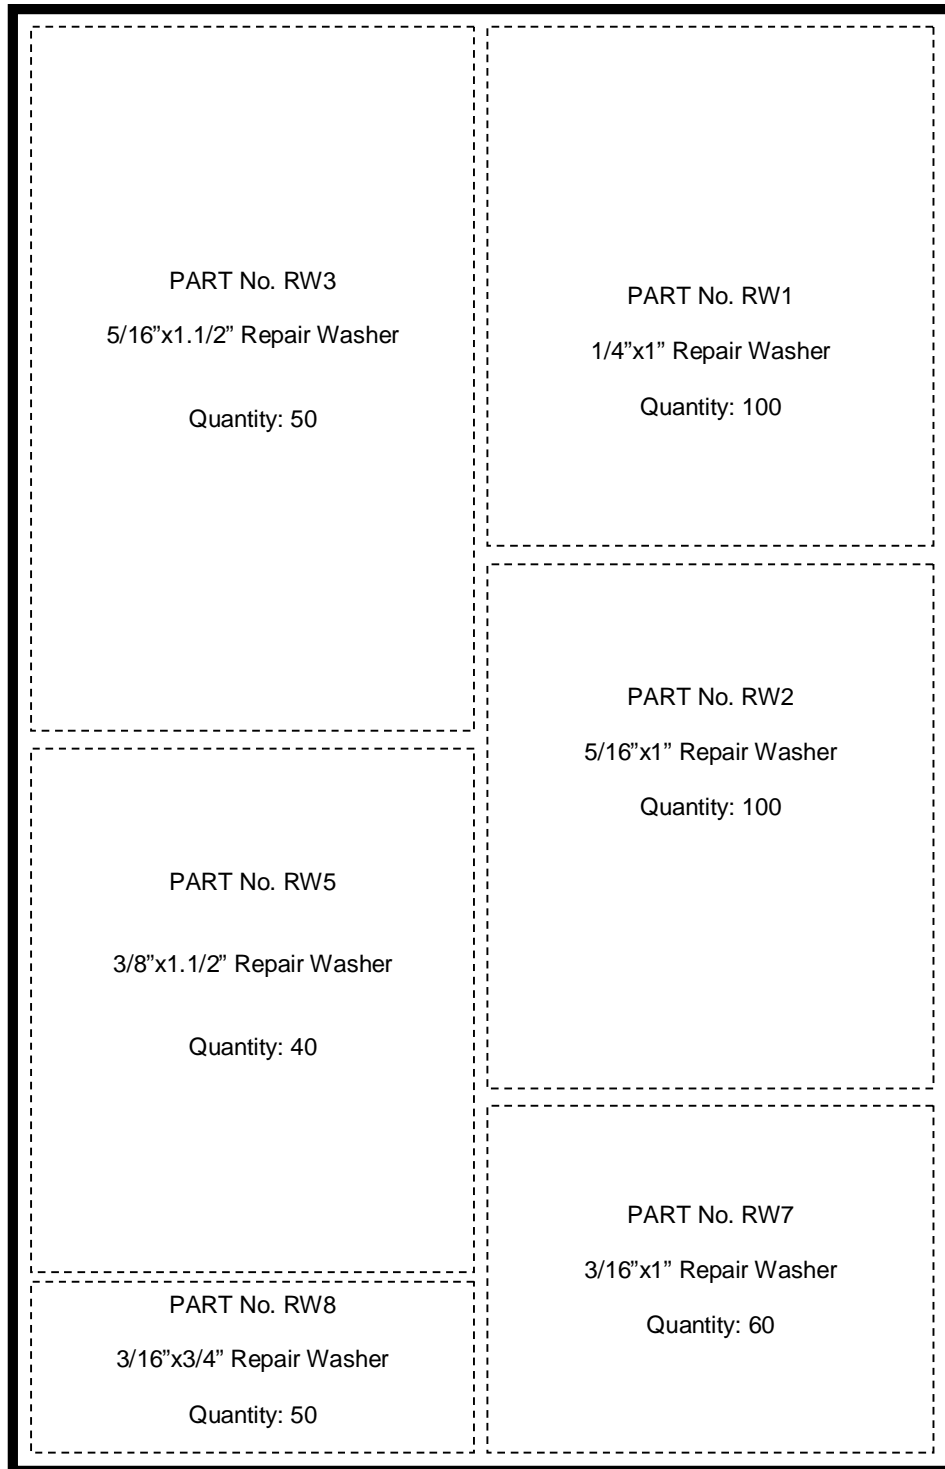 PART No. RW3
5/16”x1.1/2” Repair Washer
Quantity: 50
PART No. RW5
3/8”x1.1/2” Repair Washer
Quantity: 40
PART No. RW8
3/16”x3/4” Repair Washer
Quantity: 50
PART No. RW1
1/4”x1” Repair Washer
Quantity: 100
PART No. RW2
5/16”x1” Repair Washer
Quantity: 100
PART No. RW7
3/16”x1” Repair Washer
Quantity: 60